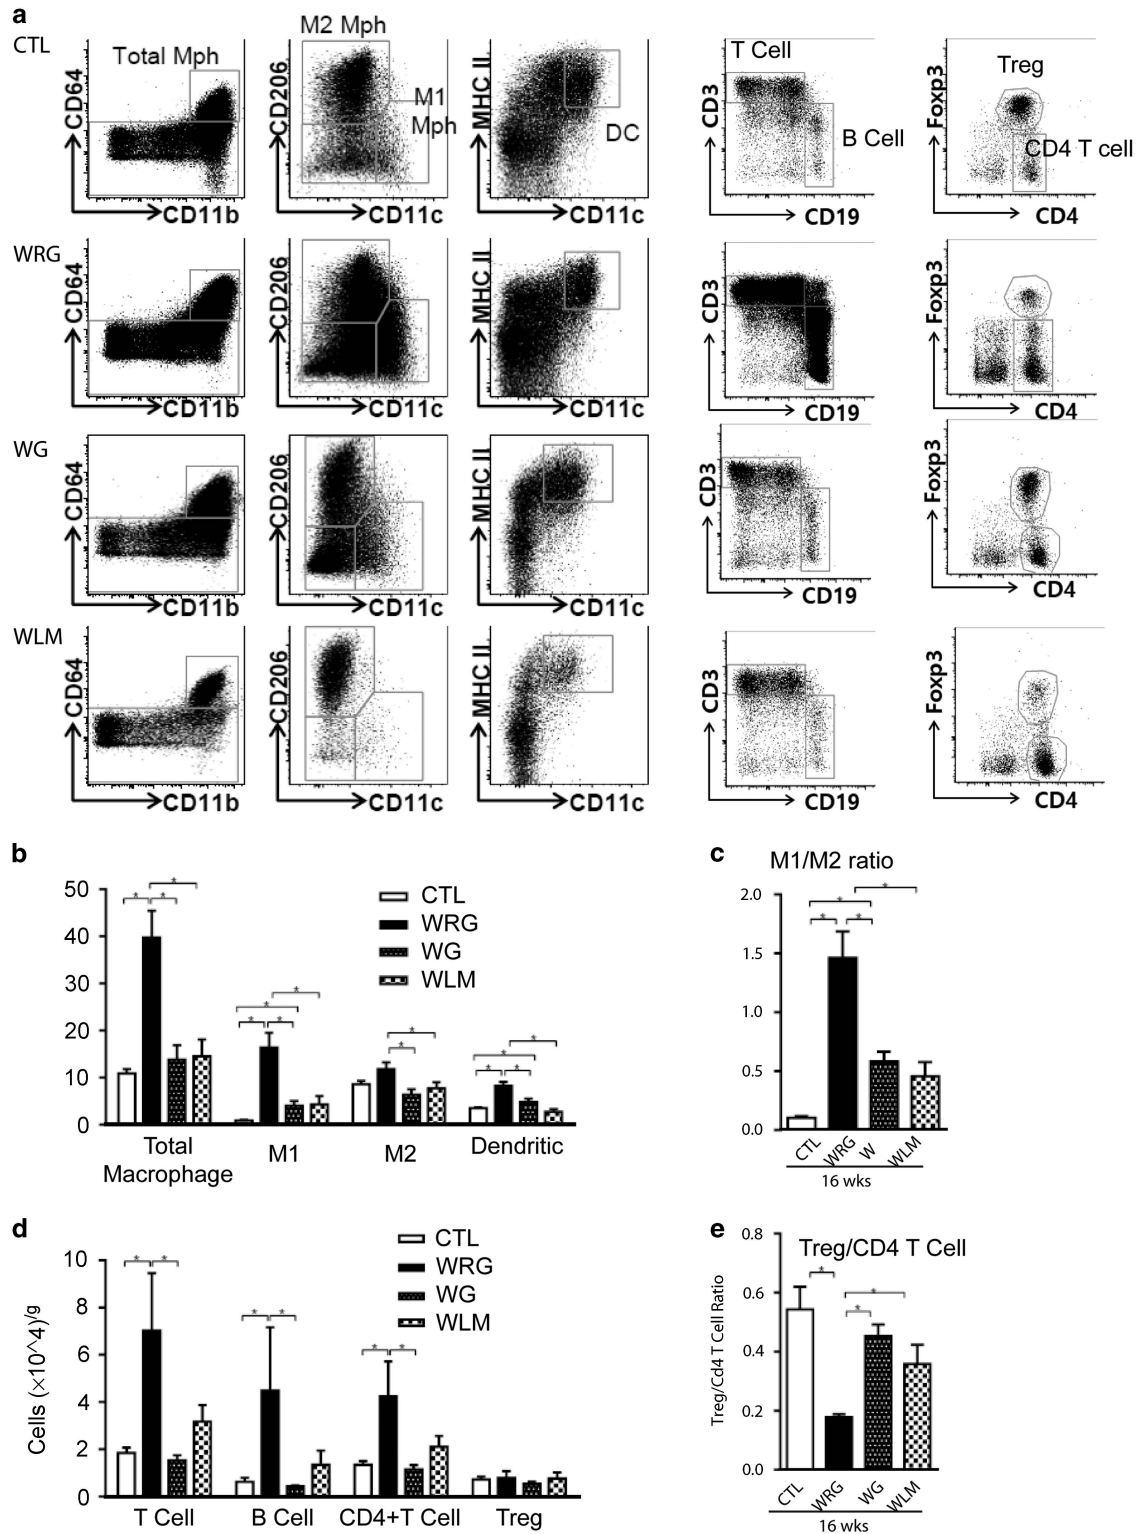 a
CTL
Total Mph
CD64
CD11b
M2 Mph
M1
Mph
CD206
CD11c
MHC II
DC
CD11c
T Cell
CD3
B Cell
CD19
Treg
Foxp3
CD4 T cell
CD4
WRG
CD64
CD11b
CD206
CD11c
MHC II
CD11c
CD3
CD19
Foxp3
CD4
WG
CD64
CD11b
CD206
CD11c
MHC II
CD11c
CD3
CD19
Foxp3
CD4
WLM
CD64
CD11b
CD206
CD11c
MHC II
CD11c
CD3
CD19
Foxp3
CD4
b
50
40
30
20
10
0
* * *
* * * *
* *
* * * *
CTL
WRG
WG
WLM
Total
Macrophage
M1
M2
Dendritic
c
M1/M2 ratio
2.0
1.5
1.0
0.5
0.0
* * * *
CTL
WRG
W
WLM
16 wks
d
Cells (×10^4)/g
10
8
6
4
2
0
* *
* *
* *
CTL
WRG
WG
WLM
T Cell
B Cell
CD4+T Cell
Treg
e
Treg/CD4 T Cell
Treg/Cd4 T Cell Ratio
0.8
0.6
0.4
0.2
0.0
* * *
CTL
WRG
WG
WLM
16 wks